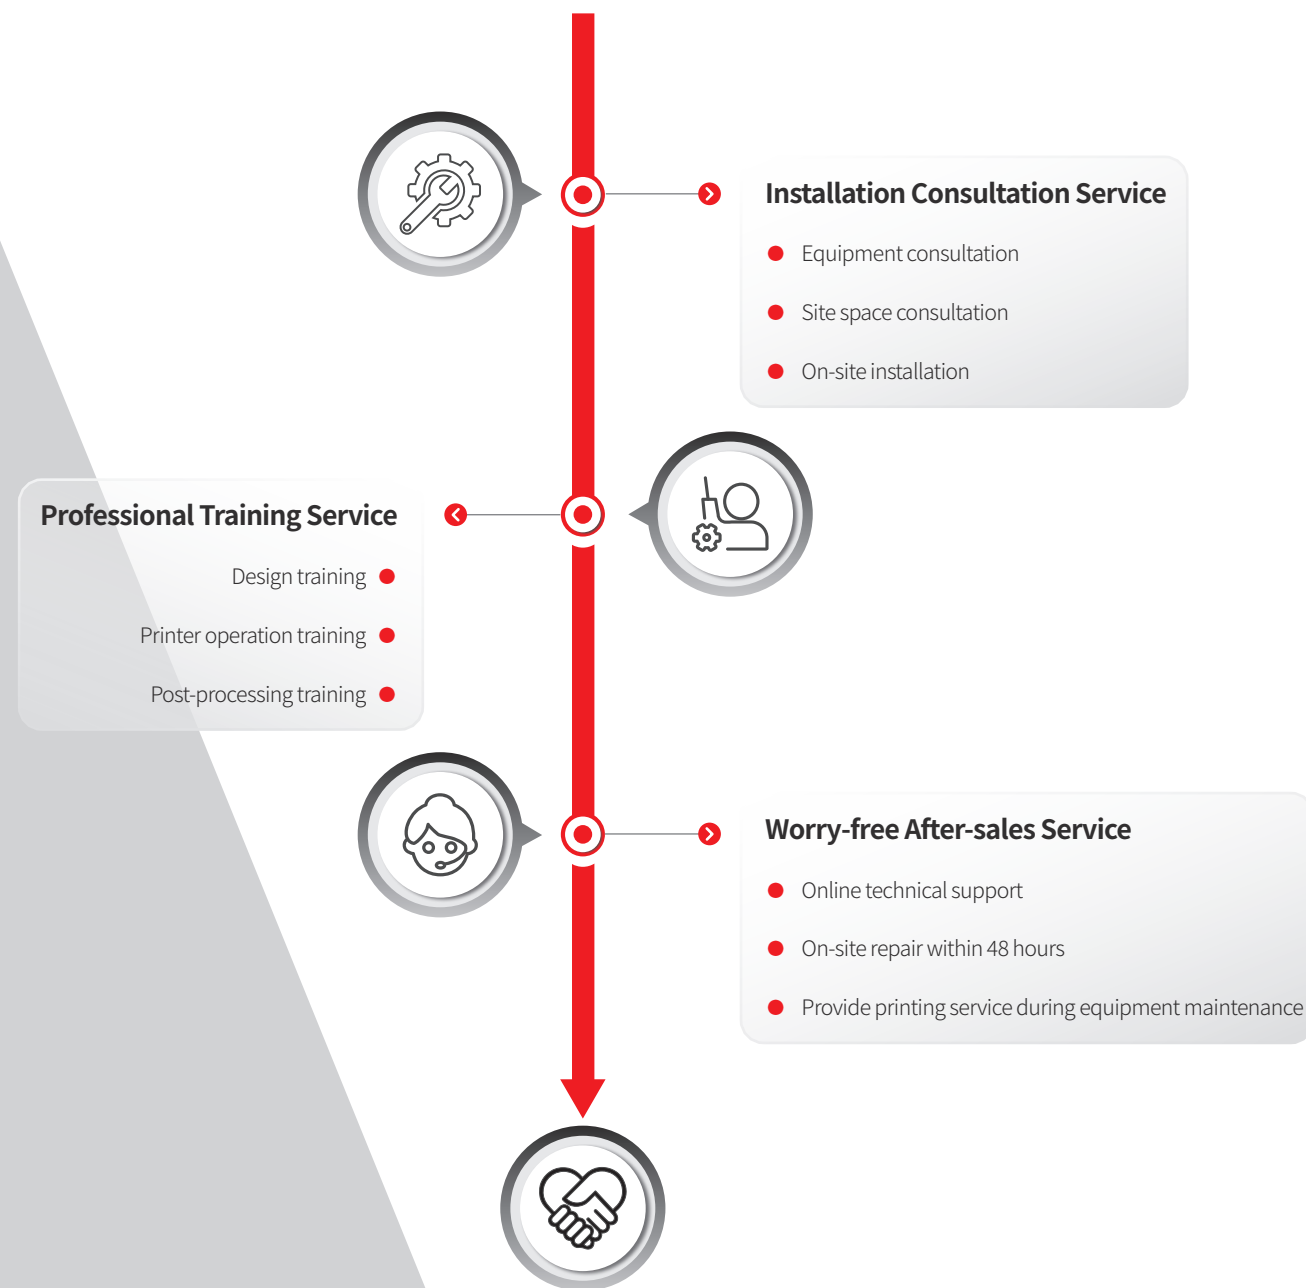 Installation Consultation Service
Equipment consultation
Site space consultation
On-site installation
Professional Training Service
Design training
Printer operation training
Post-processing training
Worry-free After-sales Service
Online technical support
On-site repair within 48 hours
Provide printing service during equipment maintenance